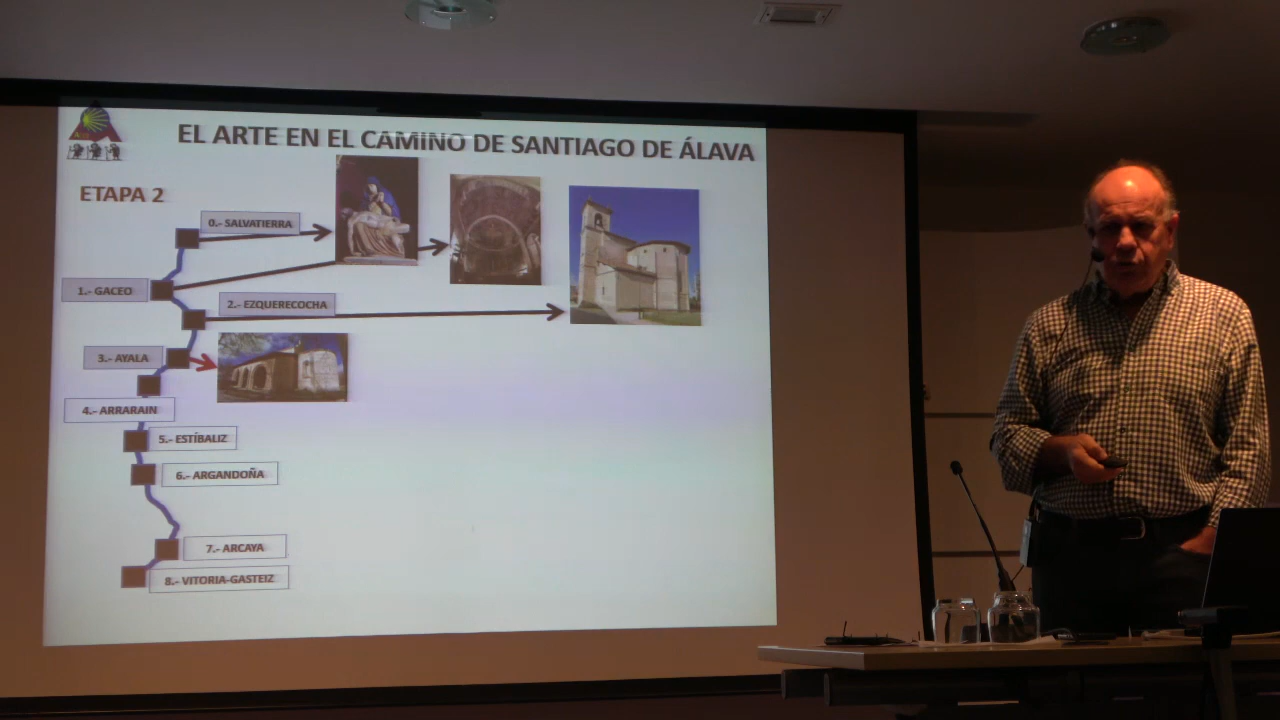 EL ARTE EN EL CAMINO DE SANTIAGO DE ÁLAVA
ETAPA 2
0.- SALVATIERRA
1.- GACEO
2.- EZQUERECOCHA
3.- AYALA
4.- ARRARAIN
5.- ESTÍBALIZ
6.- ARGANDOÑA
7.- ARCAYA
8.- VITORIA-GASTEIZ